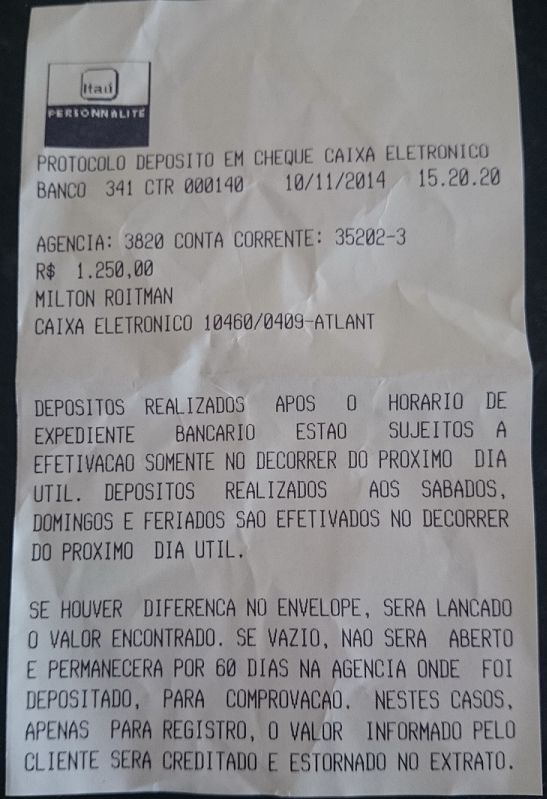 Itaú
PERSONNALITE
PROTOCOLO DEPOSITO EM CHEQUE CAIXA ELETRONICO
BANCO 341 CTR 000140 10/11/2014 15.20.20
AGENCIA: 3820 CONTA CORRENTE: 35202-3
R$ 1.250,00
MILTON ROITMAN
CAIXA ELETRONICO 10460/0409-ATLANT
DEPOSITOS REALIZADOS APOS O HORARIO DE
EXPEDIENTE BANCARIO ESTAO SUJEITOS A
EFETIVACAO SOMENTE NO DECORRER DO PROXIMO DIA
UTIL. DEPOSITOS REALIZADOS AOS SABADOS,
DOMINGOS E FERIADOS SAO EFETIVADOS NO DECORRER
DO PROXIMO DIA UTIL.
SE HOUVER DIFERENCA NO ENVELOPE, SERA LANCADO
O VALOR ENCONTRADO. SE VAZIO, NAO SERA ABERTO
E PERMANECERA POR 60 DIAS NA AGENCIA ONDE FOI
DEPOSITADO, PARA COMPROVACAO. NESTES CASOS,
APENAS PARA REGISTRO, O VALOR INFORMADO PELO
CLIENTE SERA CREDITADO E ESTORNADO NO EXTRATO.